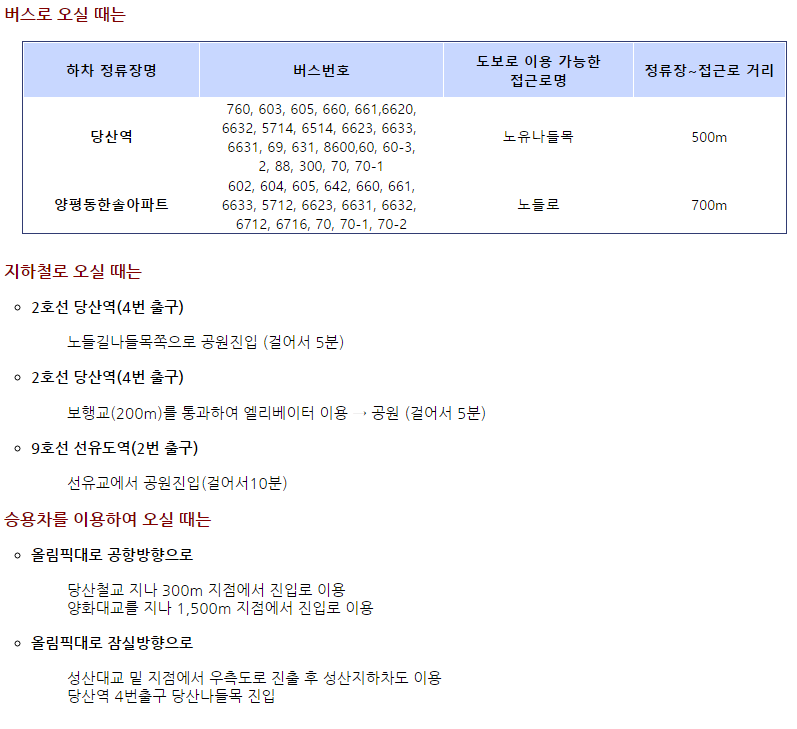 버스로 오실 때는
하차 정류장명
버스번호
도보로 이용 가능한
접근로명
정류장~접근로 거리
당산역
760, 603, 605, 660, 661,6620,
6632, 5714, 6514, 6623, 6633,
6631, 69, 631, 8600,60, 60-3,
2, 88, 300, 70, 70-1
노유나들목
500m
양평동한솔아파트
602, 604, 605, 642, 660, 661,
6633, 5712, 6623, 6631, 6632,
6712, 6716, 70, 70-1, 70-2
노들로
700m
지하철로 오실 때는
2호선 당산역(4번 출구)
노들길나들목쪽으로 공원진입 (걸어서 5분)
2호선 당산역(4번 출구)
보행교(200m)를 통과하여 엘리베이터 이용 → 공원 (걸어서 5분)
9호선 선유도역(2번 출구)
선유교에서 공원진입(걸어서10분)
승용차를 이용하여 오실 때는
올림픽대로 공항방향으로
당산철교 지나 300m 지점에서 진입로 이용
양화대교를 지나 1,500m 지점에서 진입로 이용
올림픽대로 잠실방향으로
성산대교 밑 지점에서 우측도로 진출 후 성산지하차도 이용
당산역 4번출구 당산나들목 진입